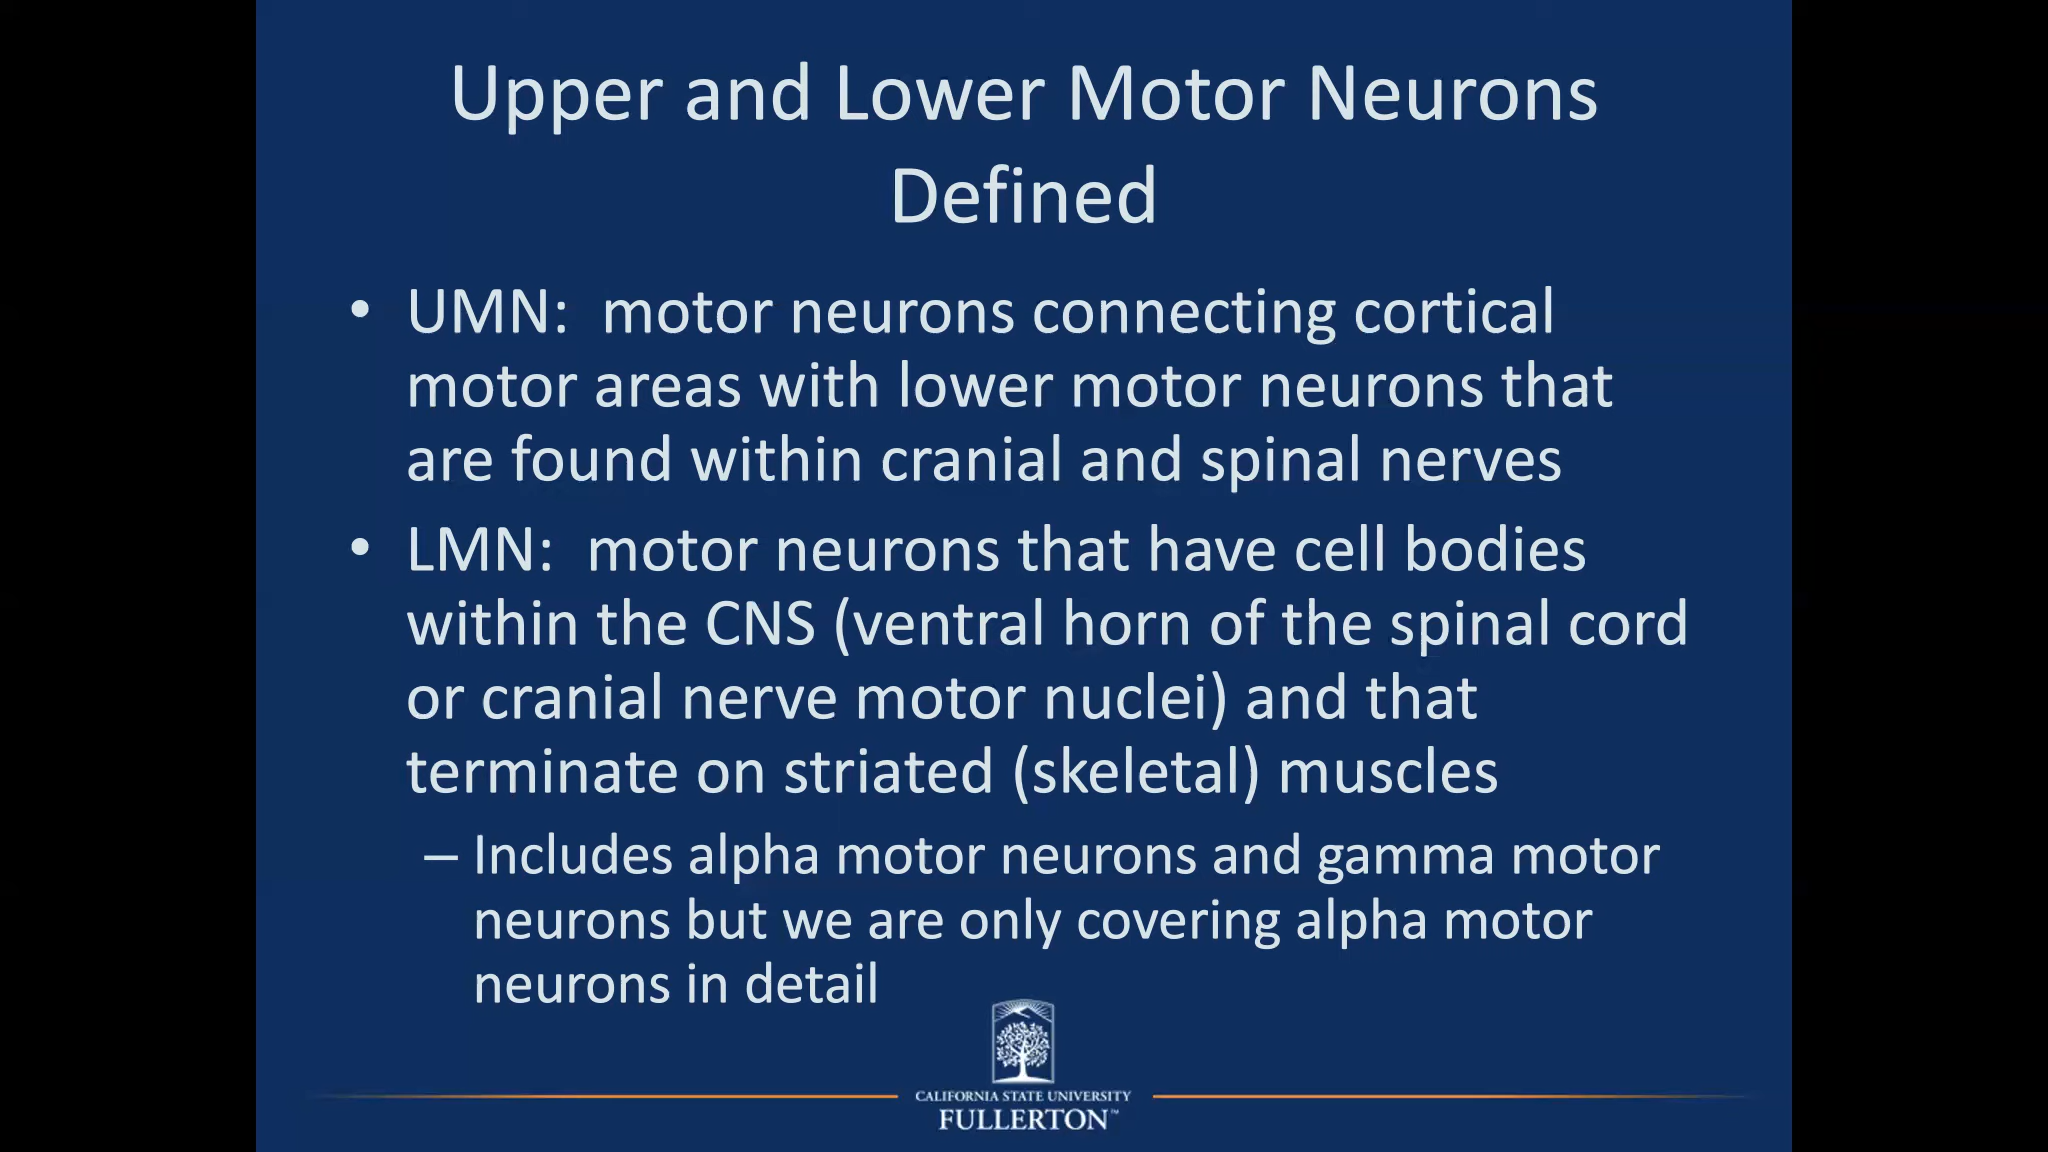 Upper and Lower Motor Neurons
Defined
• UMN:  motor neurons connecting cortical
motor areas with lower motor neurons that
are found within cranial and spinal nerves
• LMN:  motor neurons that have cell bodies
within the CNS (ventral horn of the spinal cord
or cranial nerve motor nuclei) and that
terminate on striated (skeletal) muscles
– Includes alpha motor neurons and gamma motor
neurons but we are only covering alpha motor
neurons in detail
CALIFORNIA STATE UNIVERSITY
FULLERTON™